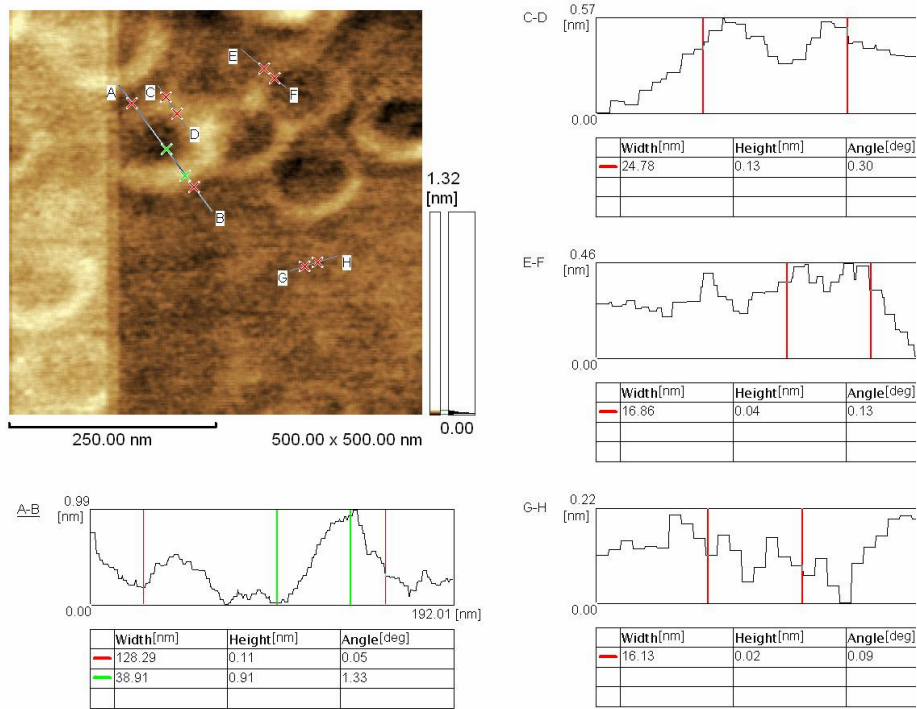 C-D
0.57
[nm]
0.00
Width[nm] Height[nm] Angle[deg]
24.78 0.13 0.30
E
F
A
C
D
B
G
H
1.32
[nm]
0.00
250.00 nm
500.00 x 500.00 nm
E-F
0.46
[nm]
0.00
Width[nm] Height[nm] Angle[deg]
16.86 0.04 0.13
A-B
0.99
[nm]
0.00
192.01 [nm]
Width[nm] Height[nm] Angle[deg]
128.29 0.11 0.05
38.91 0.91 1.33
G-H
0.22
[nm]
0.00
Width[nm] Height[nm] Angle[deg]
16.13 0.02 0.09